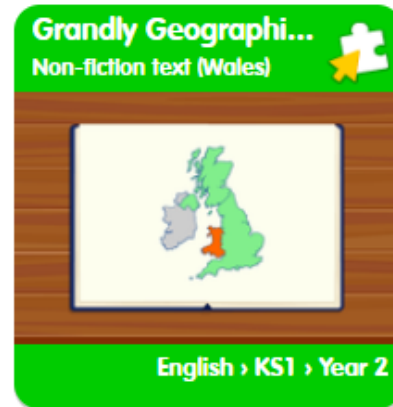 Grandly Geographi...
Non-fiction text (Wales)
English › KS1 › Year 2